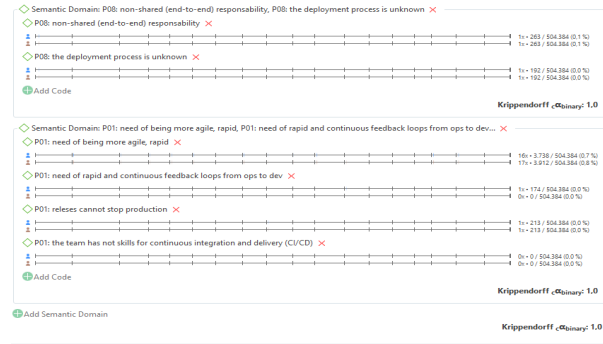 Semantic Domain: P08: non-shared (end-to-end) responsability, P08: the deployment process is unknown
P08: non-shared (end-to-end) responsability
1x • 263 / 504.384 (0,1 %)
1x • 263 / 504.384 (0,1 %)
P08: the deployment process is unknown
1x • 192 / 504.384 (0,0 %)
1x • 192 / 504.384 (0,0 %)
Add Code
Krippendorff cαbinary: 1.0
Semantic Domain: P01: need of being more agile, rapid, P01: need of rapid and continuous feedback loops from ops to dev...
P01: need of being more agile, rapid
16x • 3.738 / 504.384 (0.7 %)
17x • 3.912 / 504.384 (0.8 %)
P01: need of rapid and continuous feedback loops from ops to dev
1x • 174 / 504.384 (0,0 %)
0x • 0 / 504.384 (0,0 %)
P01: releses cannot stop production
1x • 213 / 504.384 (0,0 %)
1x • 213 / 504.384 (0,0 %)
P01: the team has not skills for continuous integration and delivery (CI/CD)
0x • 0 / 504.384 (0,0 %)
0x • 0 / 504.384 (0,0 %)
Add Code
Krippendorff cαbinary: 1.0
Add Semantic Domain
Krippendorff cαbinary: 1.0